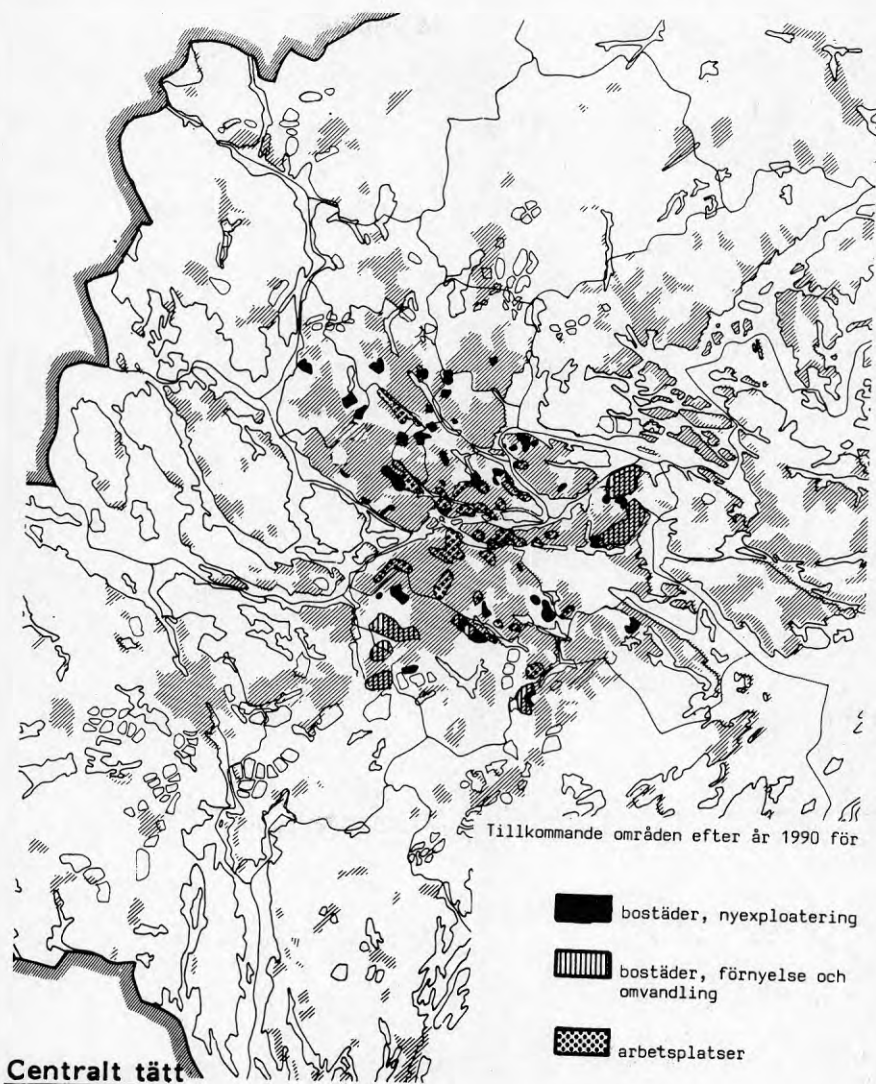 Tillkommande områden efter år 1990 för
bostäder, nyexploatering
bostäder, förnyelse och
omvandling
arbetsplatser
Centralt tätt